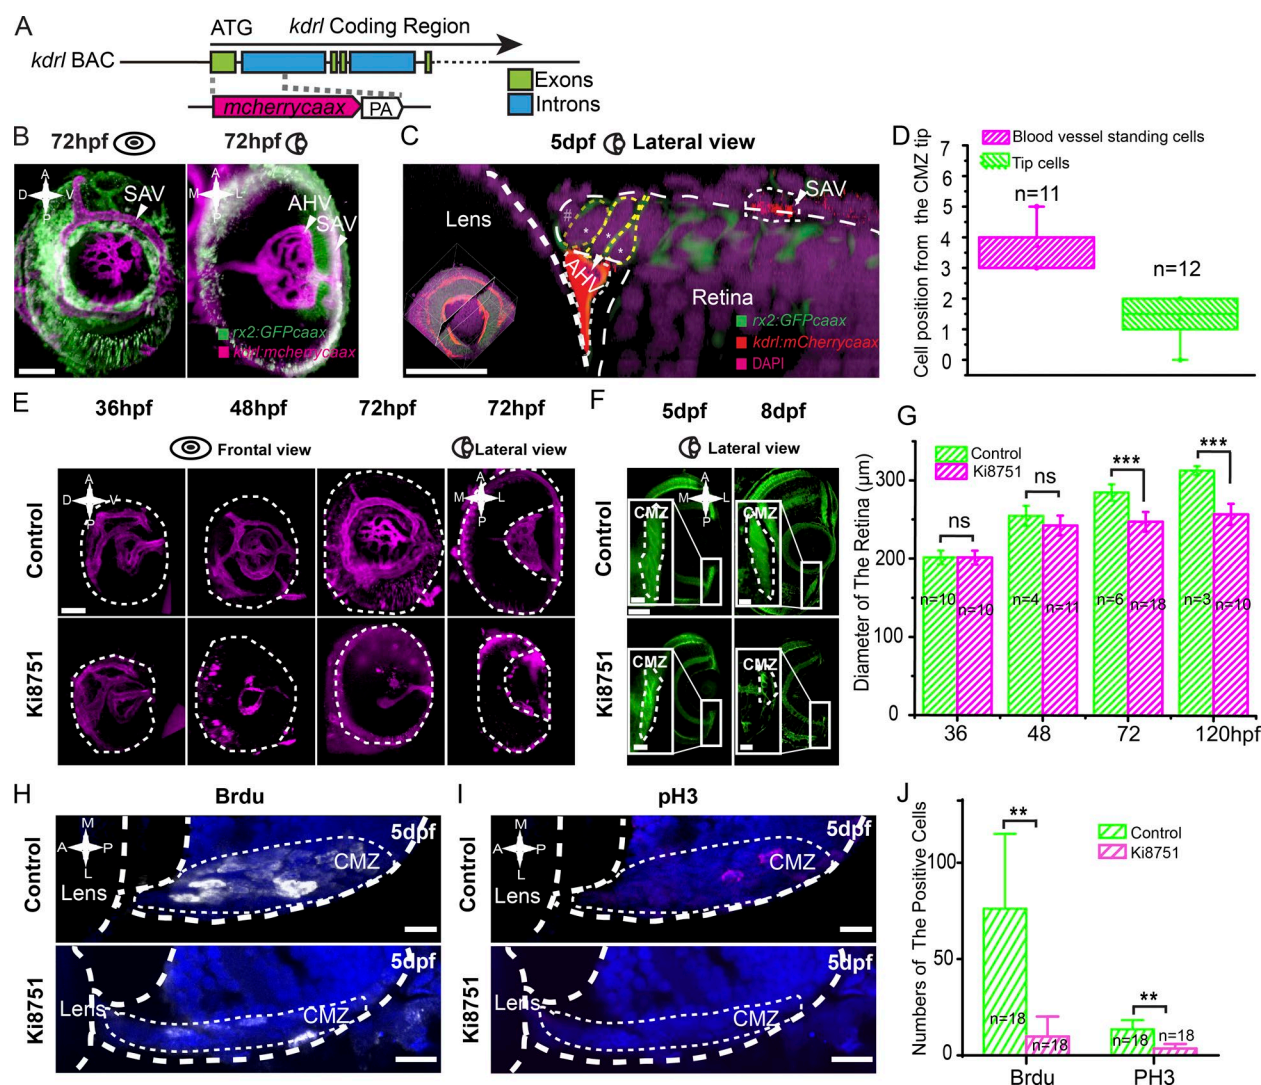 A
ATG
kdrl Coding Region
kdrl BAC
mcherrycaax
PA
Exons
Introns
B
72hpf
72hpf
A
D V
P
SAV
A
M L
P
AHV
SAV
rx2:GFPcaax
kdrl:mcherrycaax
C
5dpf Lateral view
Lens
#
* * *
AHV
SAV
Retina
rx2:GFPcaax
kdrl:mCherrycaax
DAPI
D
Cell position from the CMZ tip
7
6
5
4
3
2
1
0
Blood vessel standing cells
Tip cells
n=11
n=12
E
36hpf 48hpf 72hpf 72hpf
Frontal view
Lateral view
Control
A
D V
P
A
M L
P
Ki8751
F
5dpf 8dpf
Lateral view
Control
CMZ
A
M L
P
CMZ
Ki8751
CMZ
CMZ
G
Diameter of The Retina (μm)
300
200
100
0
Control
Ki8751
ns
ns
***
***
n=10
n=10
n=4
n=11
n=6
n=18
n=3
n=10
36 48 72 120hpf
H
Brdu
Control
M
A P
L
Lens
5dpf
CMZ
Ki8751
5dpf
Lens
CMZ
I
pH3
Control
M
A P
L
Lens
5dpf
CMZ
Ki8751
5dpf
Lens
CMZ
J
Numbers of The Positive Cells
100
50
0
Control
Ki8751
**
**
n=18
n=18
n=18
n=18
Brdu PH3